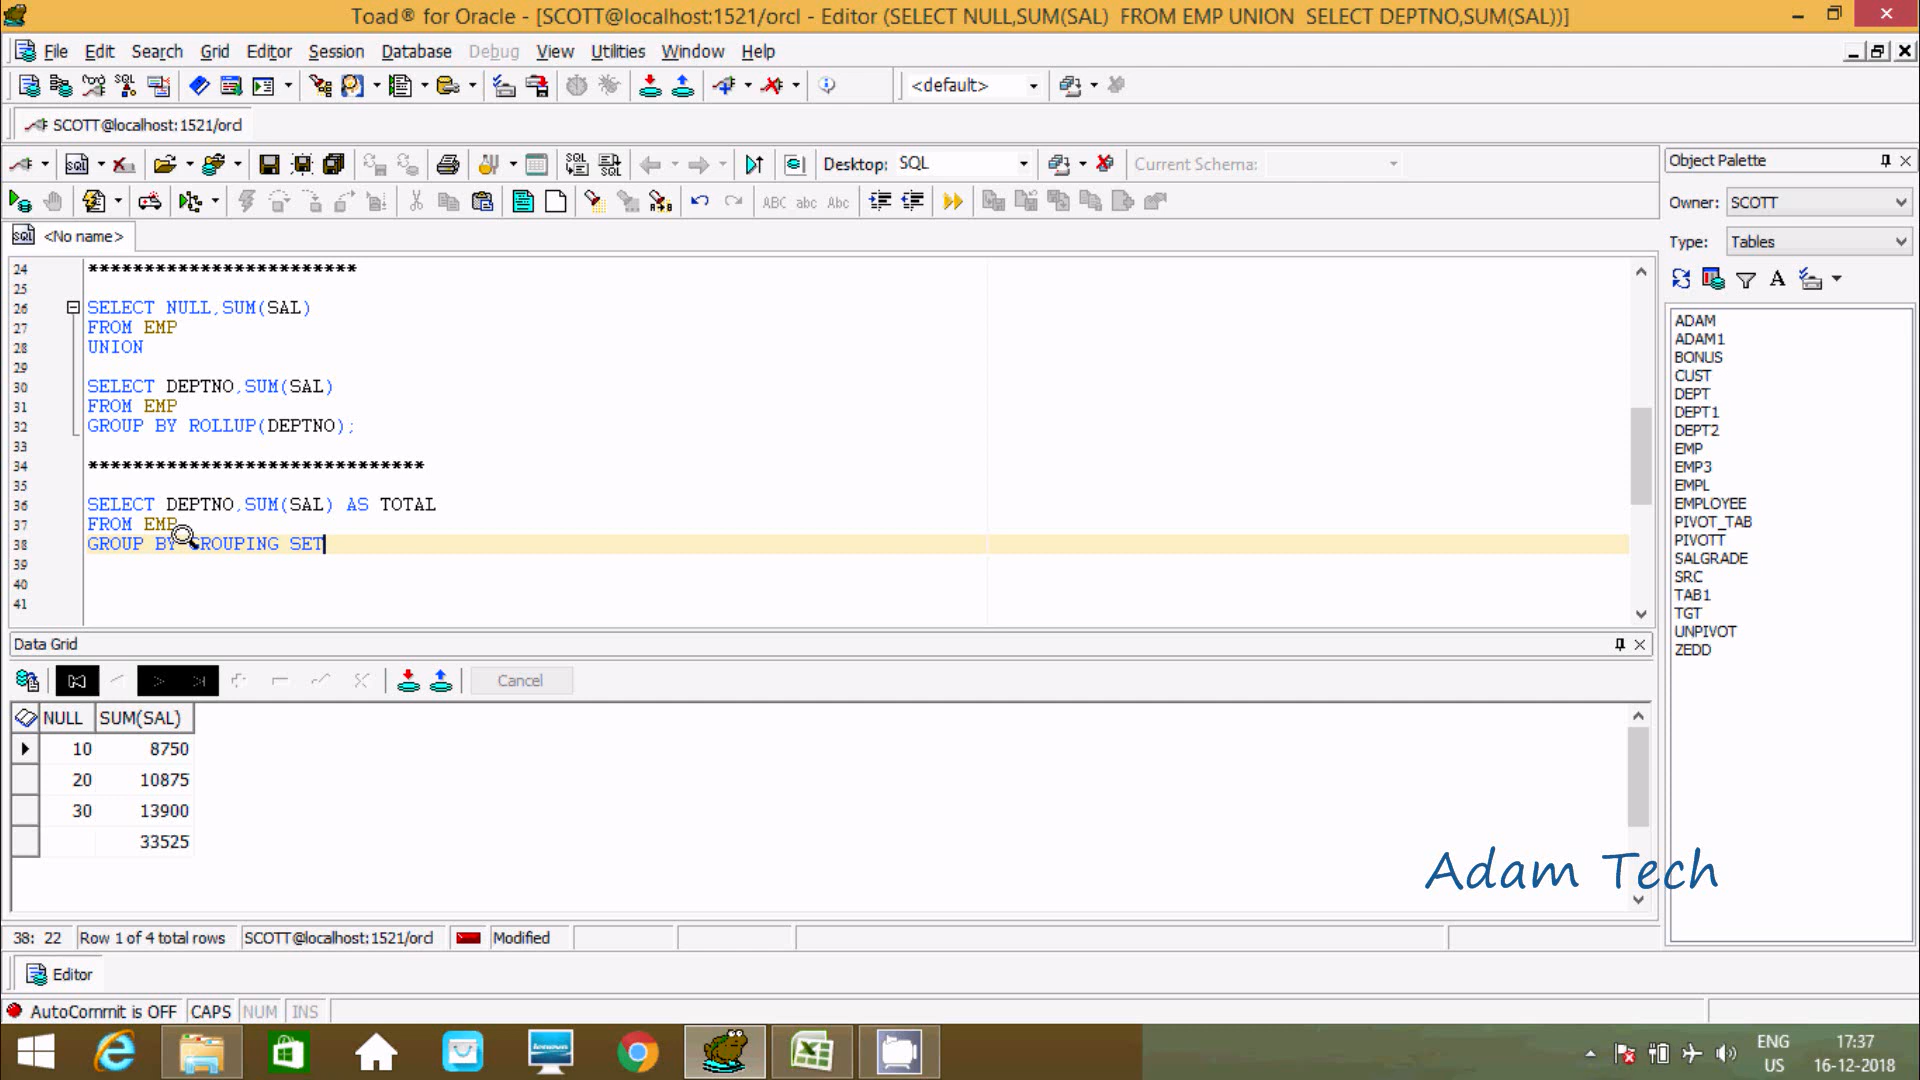 Toad® for Oracle - [SCOTT@localhost:1521/orcl - Editor (SELECT NULL,SUM(SAL)  FROM EMP UNION  SELECT DEPTNO,SUM(SAL))]
File Edit Search Grid Editor Session Database Debug View Utilities Window Help
<default>
SCOTT@localhost:1521/orcl
Desktop: SQL Current Schema:
<No name>
24 ************************
25
26 SELECT NULL,SUM(SAL)
27 FROM EMP
28 UNION
29
30 SELECT DEPTNO,SUM(SAL)
31 FROM EMP
32 GROUP BY ROLLUP(DEPTNO);
33
34 ******************************
35
36 SELECT DEPTNO,SUM(SAL) AS TOTAL
37 FROM EMP
38 GROUP BY GROUPING SET
39
40
41
Object Palette
Owner: SCOTT
Type: Tables
ADAM
ADAM1
BONUS
CUST
DEPT
DEPT1
DEPT2
EMP
EMP3
EMPL
EMPLOYEE
PIVOT_TAB
PIVOTT
SALGRADE
SRC
TAB1
TGT
UNPIVOT
ZEDD
Data Grid
Cancel
NULL SUM(SAL)
10 8750
20 10875
30 13900
33525
Adam Tech
38: 22 Row 1 of 4 total rows SCOTT@localhost:1521/orcl Modified
Editor
AutoCommit is OFF CAPS NUM INS
ENG 17:37
US 16-12-2018